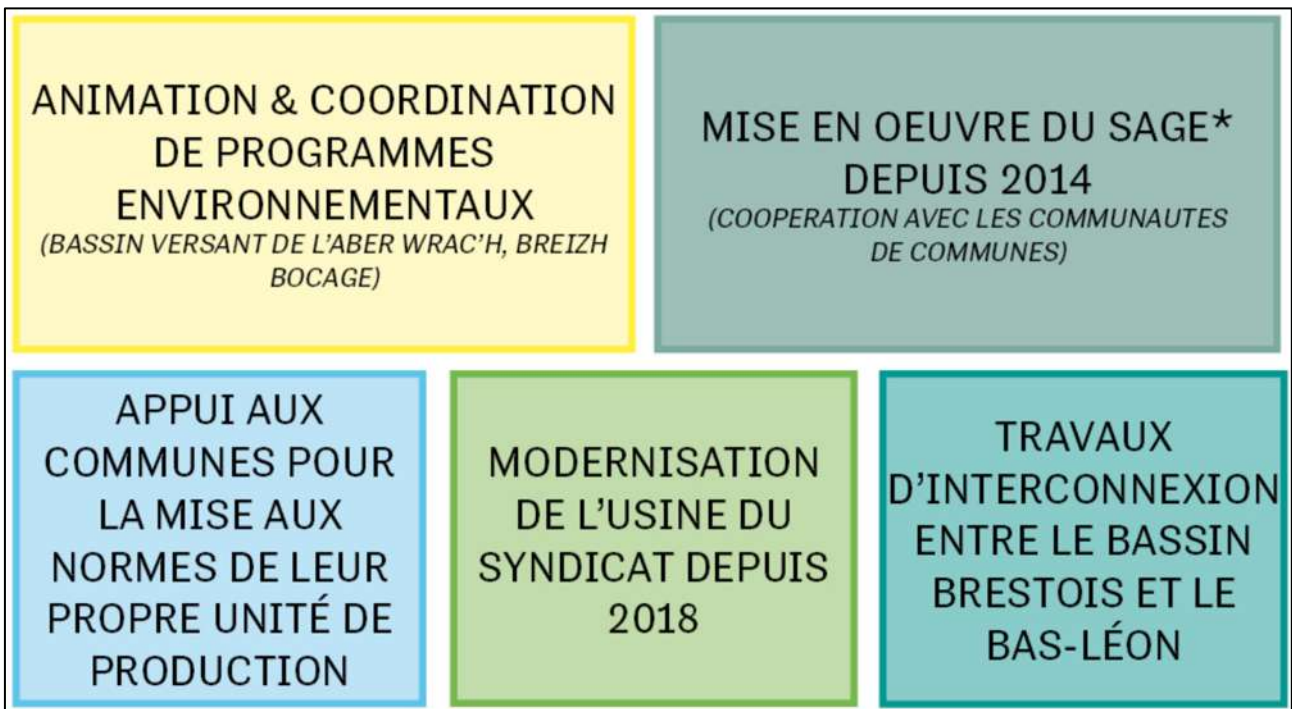 ANIMATION & COORDINATION
DE PROGRAMMES
ENVIRONNEMENTAUX
(BASSIN VERSANT DE L'ABER WRAC'H, BREIZH
BOCAGE)
MISE EN OEUVRE DU SAGE*
DEPUIS 2014
(COOPERATION AVEC LES COMMUNAUTES
DE COMMUNES)
APPUI AUX
COMMUNES POUR
LA MISE AUX
NORMES DE LEUR
PROPRE UNITÉ DE
PRODUCTION
MODERNISATION
DE L'USINE DU
SYNDICAT DEPUIS
2018
TRAVAUX
D'INTERCONNEXION
ENTRE LE BASSIN
BRESTOIS ET LE
BAS-LÉON